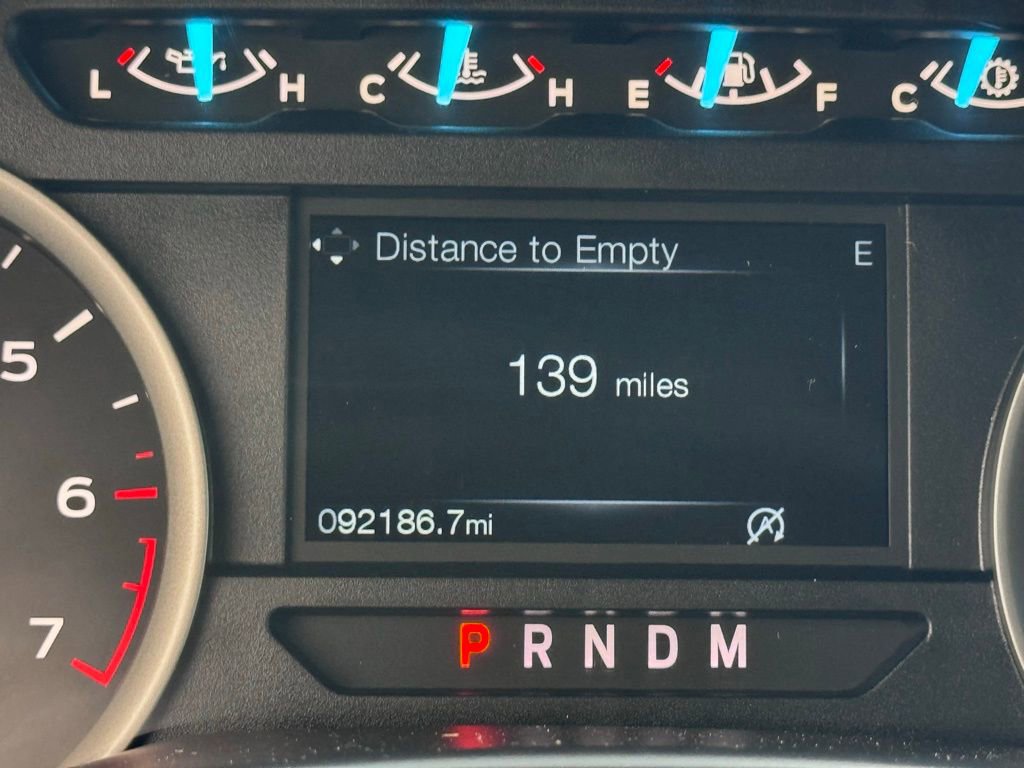 L H C H E F C
Distance to Empty E
139 miles
092186.7mi
5
6
7
P R N D M